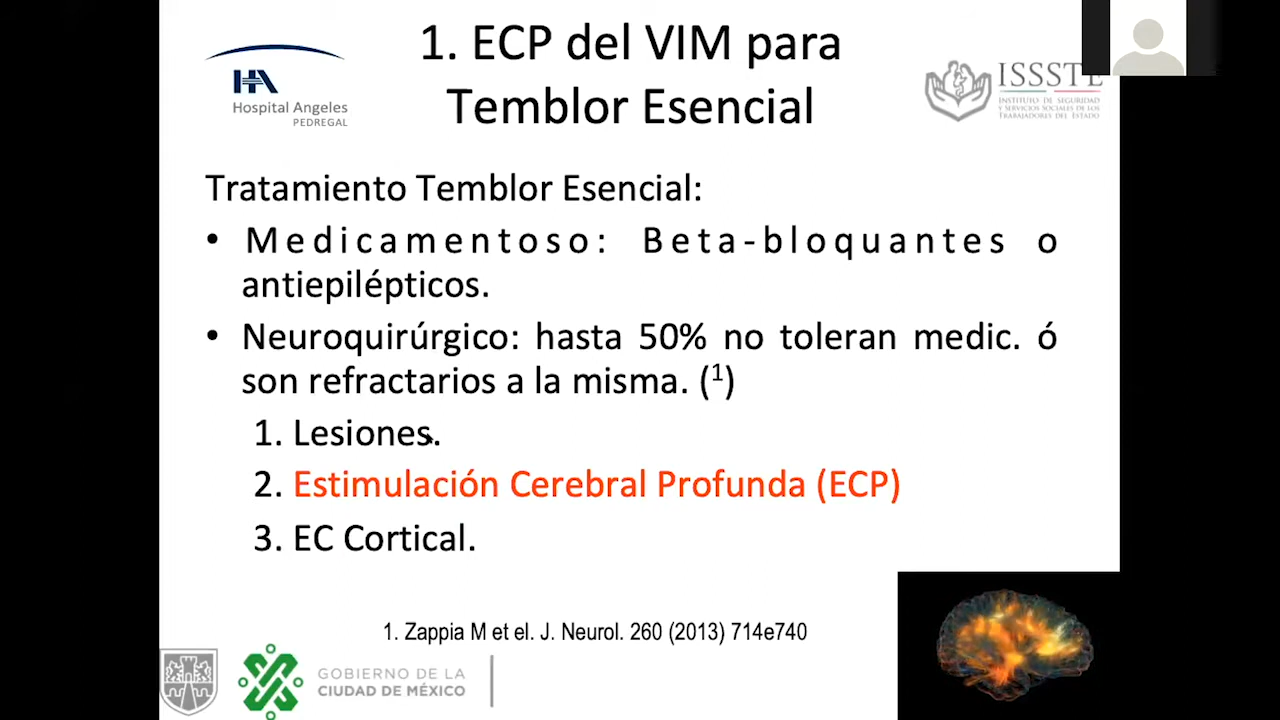 1. ECP del VIM para
Temblor Esencial
Hospital Angeles
PEDREGAL
ISSSTE
INSTITUTO DE SEGURIDAD
Y SERVICIOS SOCIALES DE LOS
TRABAJADORES DEL ESTADO
Tratamiento Temblor Esencial:
• Medicamentoso: Beta-bloquantes o
antiepilépticos.
• Neuroquirúrgico: hasta 50% no toleran medic. ó
son refractarios a la misma. (1)
1. Lesiones.
2. Estimulación Cerebral Profunda (ECP)
3. EC Cortical.
1. Zappia M et el. J. Neurol. 260 (2013) 714e740
GOBIERNO DE LA
CIUDAD DE MÉXICO